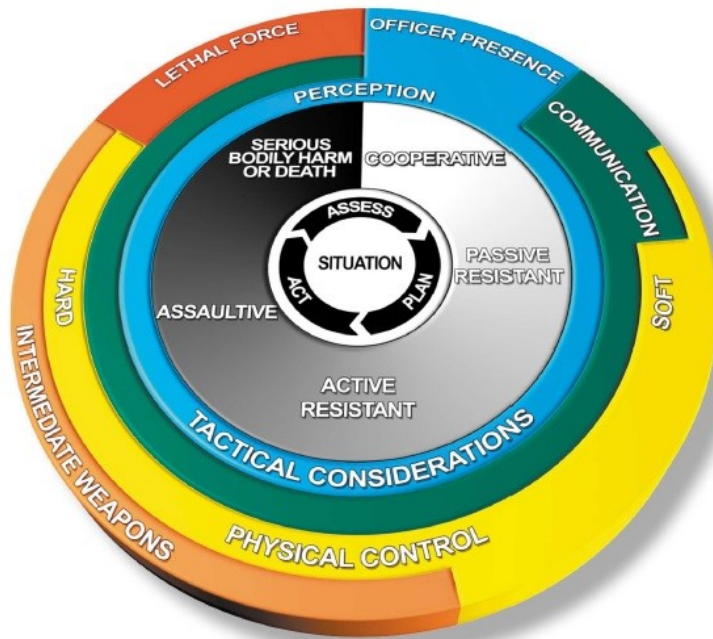 LETHAL FORCE
OFFICER PRESENCE
PERCEPTION
COMMUNICATION
SERIOUS
BODILY HARM
OR DEATH
COOPERATIVE
ASSESS
SITUATION
PLAN
ACT
PASSIVE
RESISTANT
SOFT
HARD
ASSAULTIVE
ACTIVE
RESISTANT
TACTICAL CONSIDERATIONS
INTERMEDIATE WEAPONS
PHYSICAL CONTROL